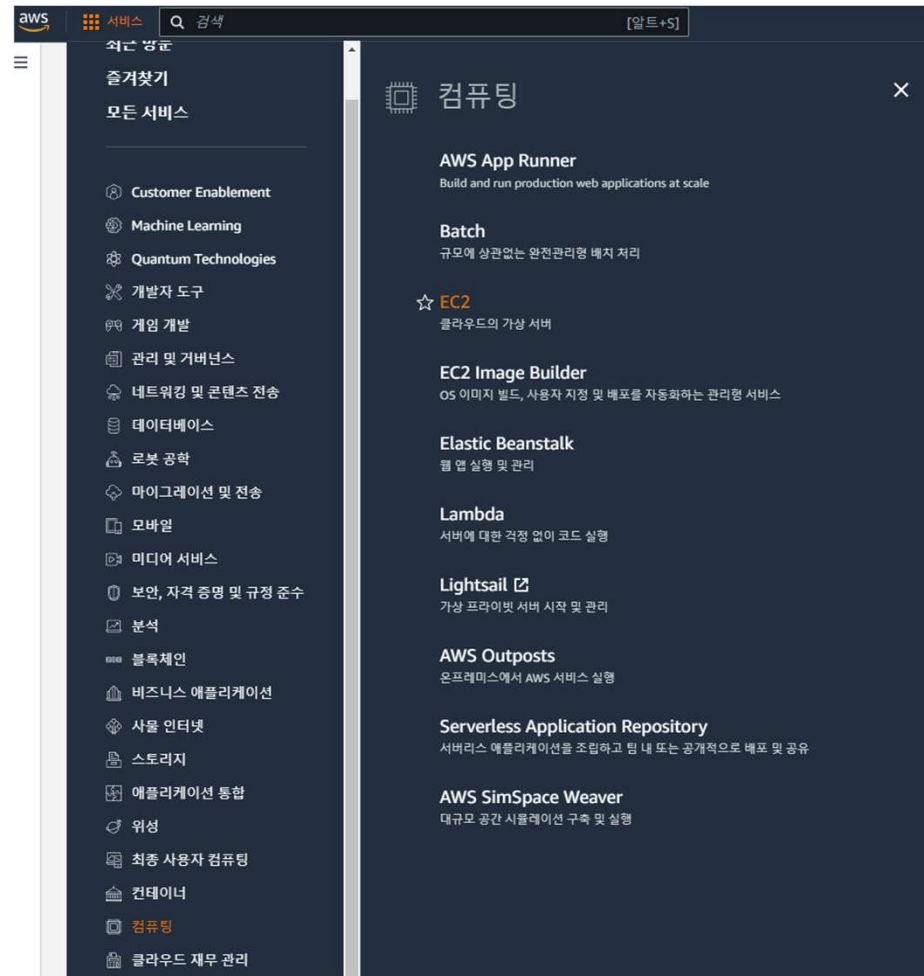 aws
서비스
검색
[알트+S]
최근 방문
즐겨찾기
모든 서비스
Customer Enablement
Machine Learning
Quantum Technologies
개발자 도구
게임 개발
관리 및 거버넌스
네트워킹 및 콘텐츠 전송
데이터베이스
로봇 공학
마이그레이션 및 전송
모바일
미디어 서비스
보안, 자격 증명 및 규정 준수
분석
블록체인
비즈니스 애플리케이션
사물 인터넷
스토리지
애플리케이션 통합
위성
최종 사용자 컴퓨팅
컨테이너
컴퓨팅
클라우드 재무 관리
컴퓨팅
AWS App Runner
Build and run production web applications at scale
Batch
규모에 상관없는 완전관리형 배치 처리
EC2
클라우드의 가상 서버
EC2 Image Builder
OS 이미지 빌드, 사용자 지정 및 배포를 자동화하는 관리형 서비스
Elastic Beanstalk
웹 앱 실행 및 관리
Lambda
서버에 대한 걱정 없이 코드 실행
Lightsail
가상 프라이빗 서버 시작 및 관리
AWS Outposts
온프레미스에서 AWS 서비스 실행
Serverless Application Repository
서버리스 애플리케이션을 조립하고 팀 내 또는 공개적으로 배포 및 공유
AWS SimSpace Weaver
대규모 공간 시뮬레이션 구축 및 실행